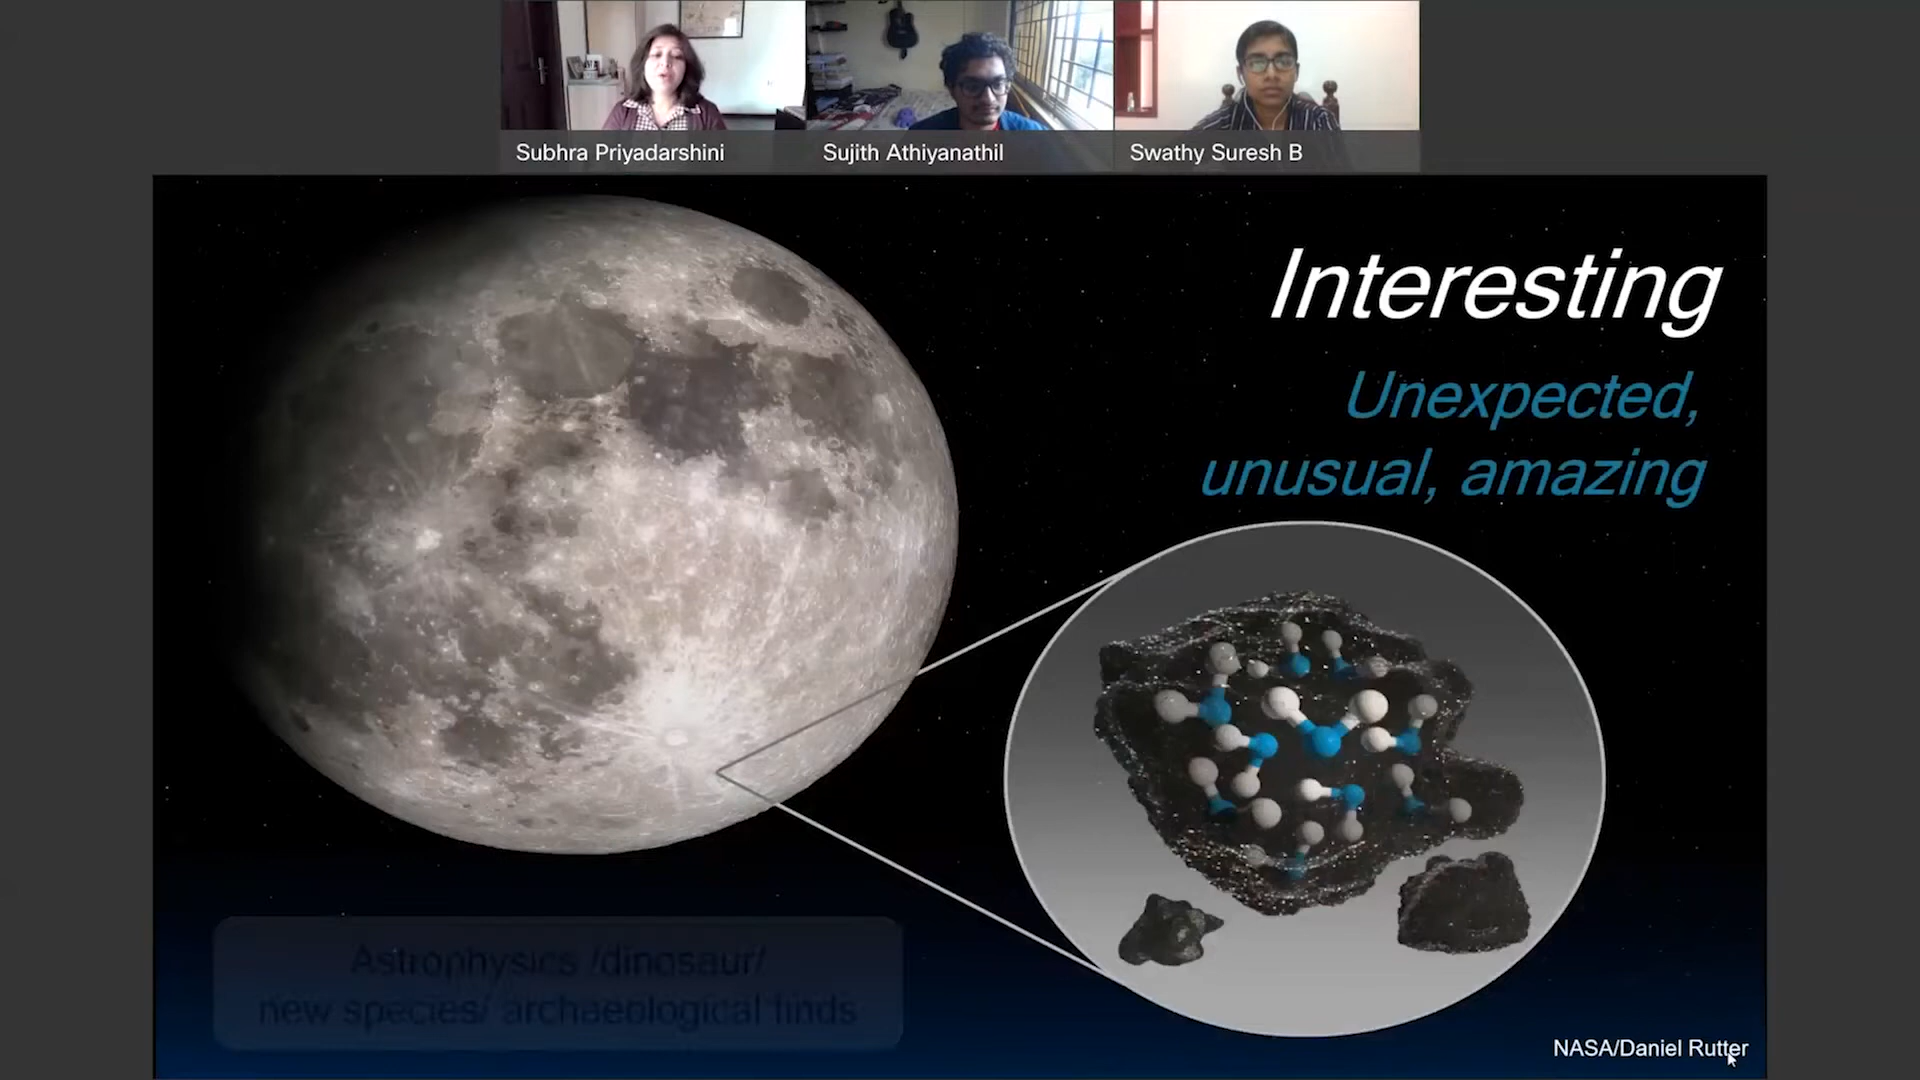 Subhra Priyadarshini
Sujith Athiyanathil
Swathy Suresh B
Interesting
Unexpected,
unusual, amazing
Astrophysics /dinosaur/
new species/ archaeological finds
NASA/Daniel Rutter